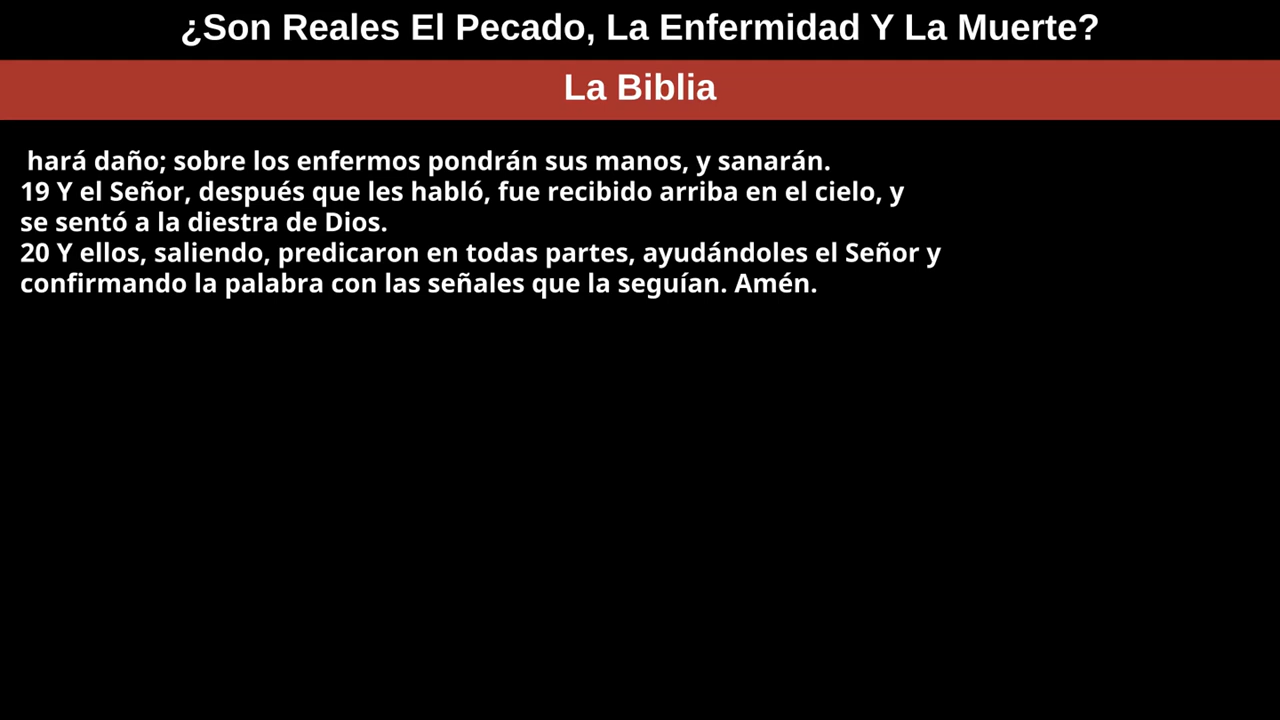 ¿Son Reales El Pecado, La Enfermidad Y La Muerte?
La Biblia
hará daño; sobre los enfermos pondrán sus manos, y sanarán.
19 Y el Señor, después que les habló, fue recibido arriba en el cielo, y
se sentó a la diestra de Dios.
20 Y ellos, saliendo, predicaron en todas partes, ayudándoles el Señor y
confirmando la palabra con las señales que la seguían. Amén.